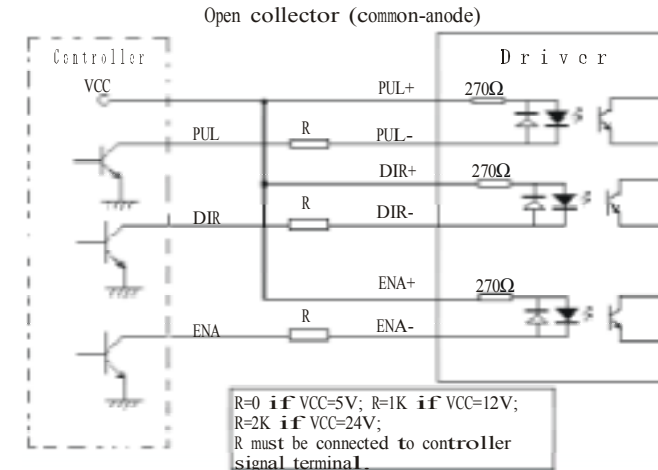 Open collector (common-anode)
Controller
Driver
VCC
PUL+
270Ω
PUL
R
PUL-
DIR+
270Ω
DIR
R
DIR-
ENA+
270Ω
ENA
R
ENA-
R=0 if VCC=5V; R=1K if VCC=12V;
R=2K if VCC=24V;
R must be connected to controller
signal terminal.